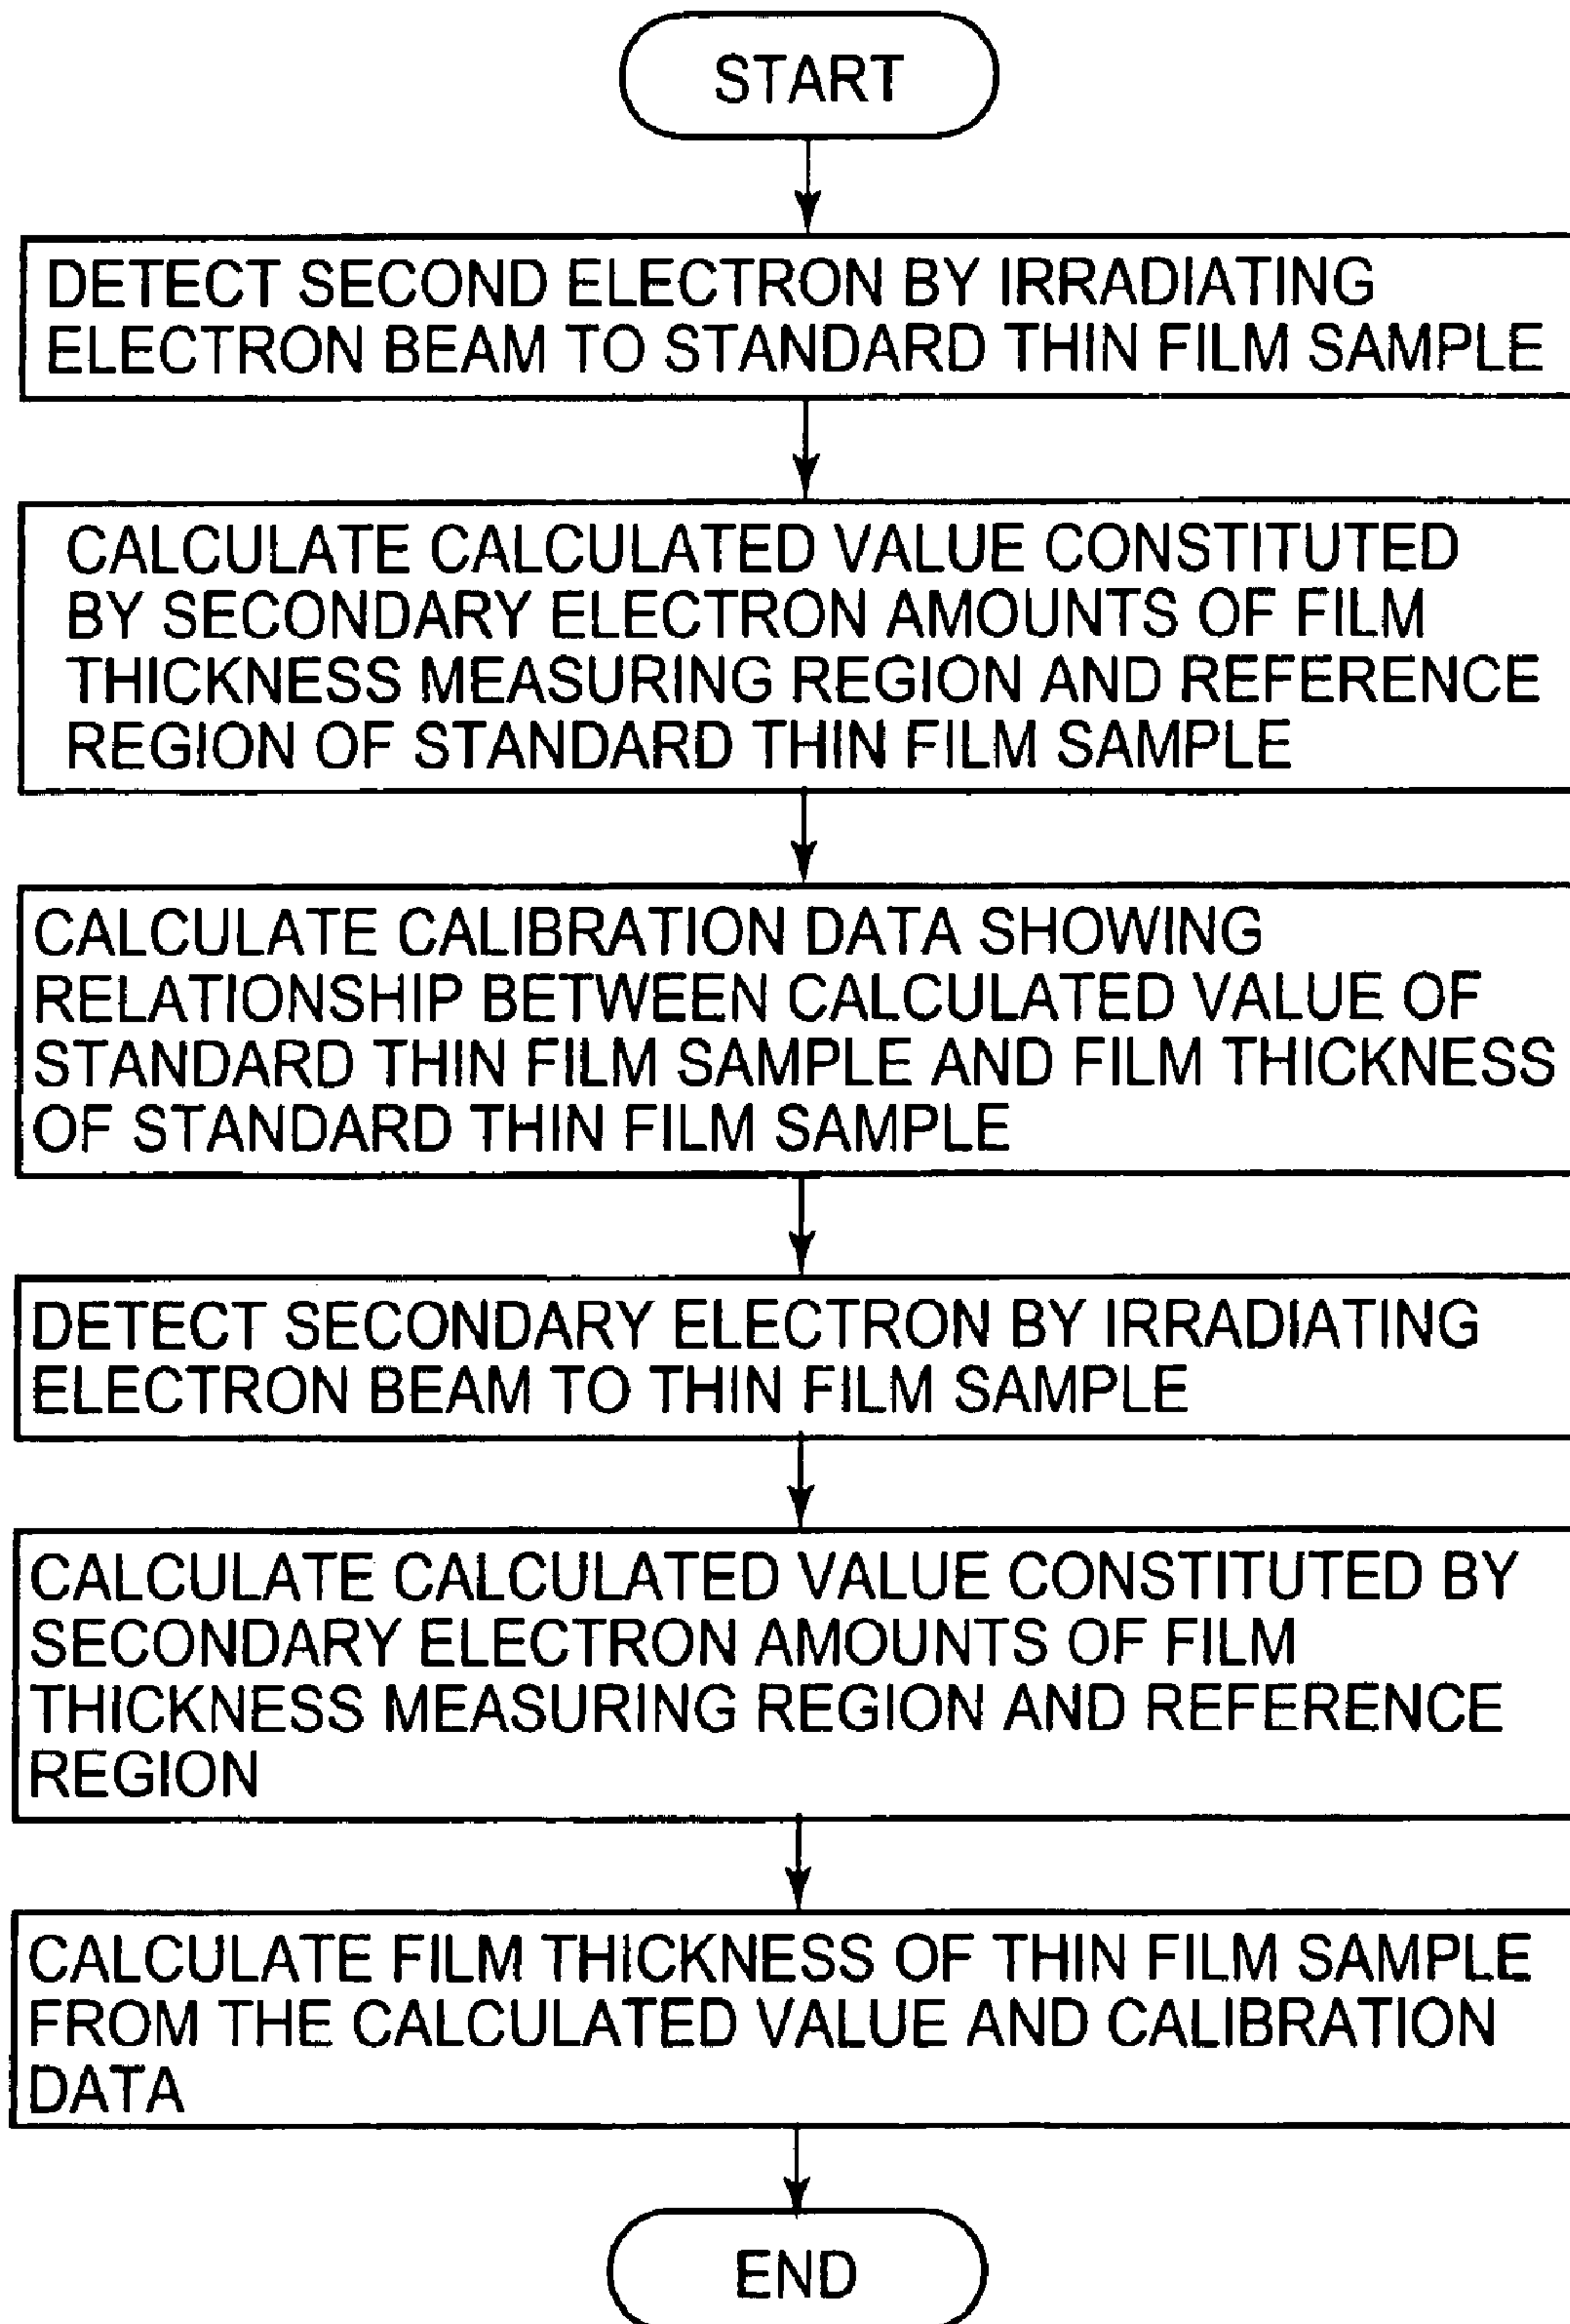 START
DETECT SECOND ELECTRON BY IRRADIATING
ELECTRON BEAM TO STANDARD THIN FILM SAMPLE
CALCULATE CALCULATED VALUE CONSTITUTED
BY SECONDARY ELECTRON AMOUNTS OF FILM
THICKNESS MEASURING REGION AND REFERENCE
REGION OF STANDARD THIN FILM SAMPLE
CALCULATE CALIBRATION DATA SHOWING
RELATIONSHIP BETWEEN CALCULATED VALUE OF
STANDARD THIN FILM SAMPLE AND FILM THICKNESS
OF STANDARD THIN FILM SAMPLE
DETECT SECONDARY ELECTRON BY IRRADIATING
ELECTRON BEAM TO THIN FILM SAMPLE
CALCULATE CALCULATED VALUE CONSTITUTED BY
SECONDARY ELECTRON AMOUNTS OF FILM
THICKNESS MEASURING REGION AND REFERENCE
REGION
CALCULATE FILM THICKNESS OF THIN FILM SAMPLE
FROM THE CALCULATED VALUE AND CALIBRATION
DATA
END